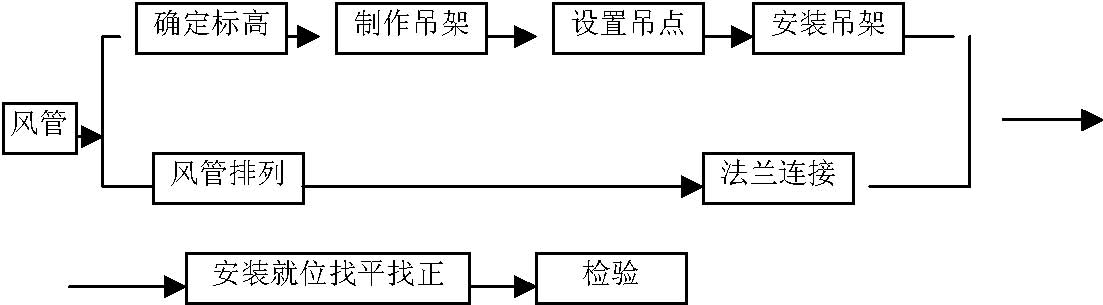 确定标高
制作吊架
设置吊点
安装吊架
风管
风管排列
法兰连接
安装就位找平找正
检验